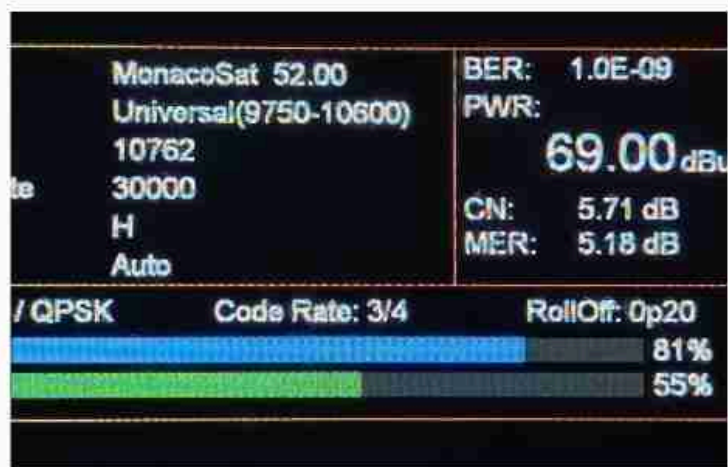 MonacoSat 52.00
Universal(9750-10600)
10762
te 30000
H
Auto
BER: 1.0E-09
PWR:
69.00 dBu
CN: 5.71 dB
MER: 5.18 dB
/ QPSK Code Rate: 3/4 RollOff: 0p20
81%
55%